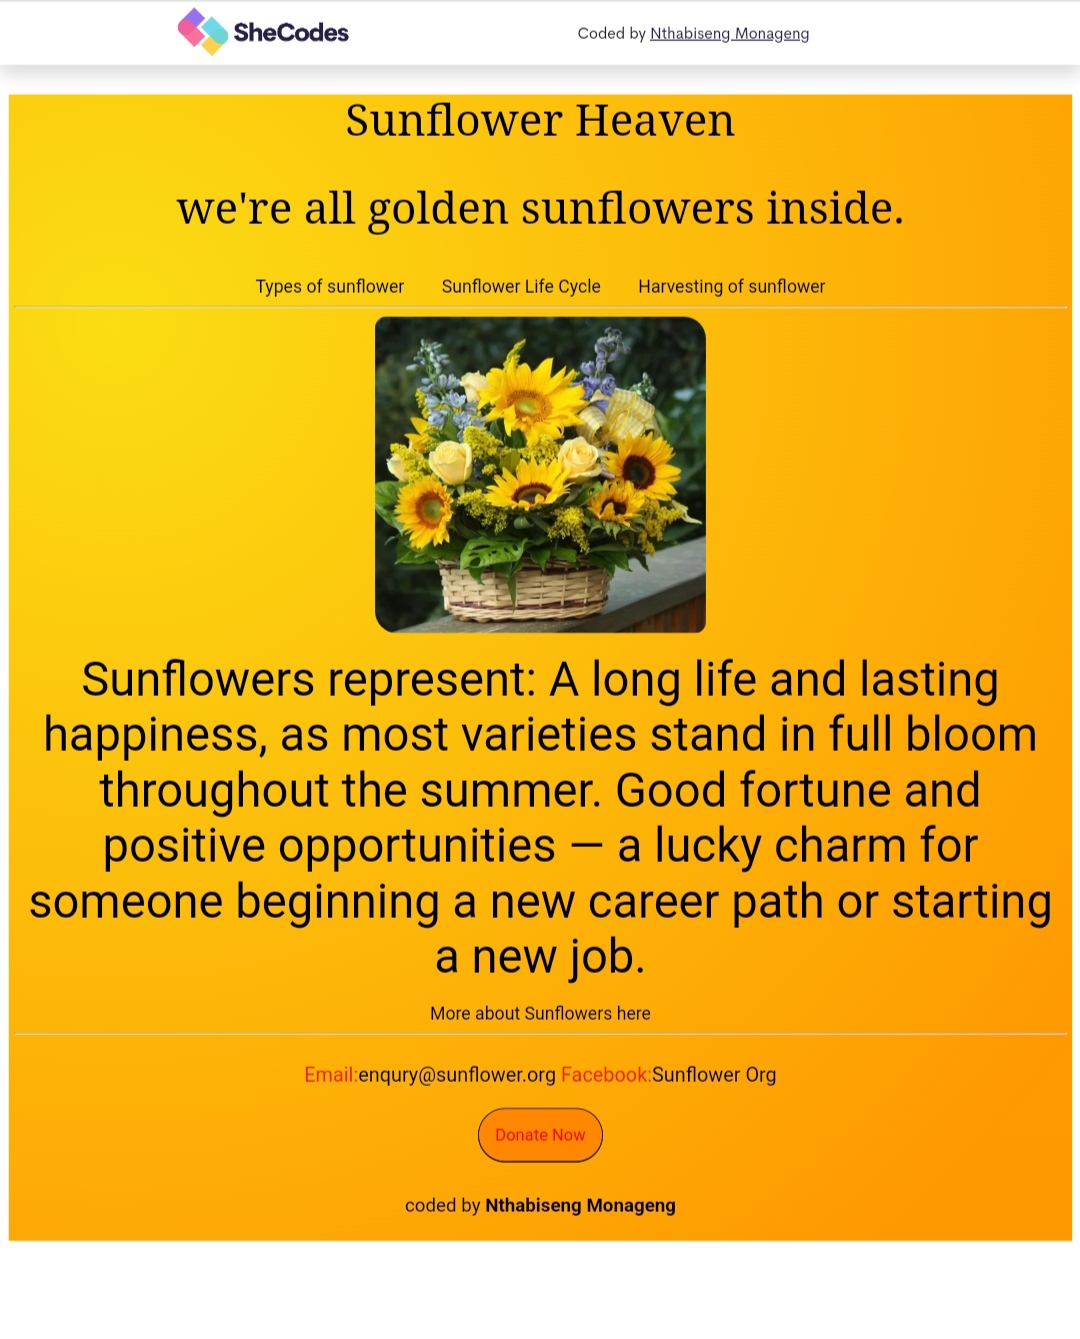 SheCodes
Coded by Nthabiseng Monageng
Sunflower Heaven
we're all golden sunflowers inside.
Types of sunflower Sunflower Life Cycle Harvesting of sunflower
Sunflowers represent: A long life and lasting
happiness, as most varieties stand in full bloom
throughout the summer. Good fortune and
positive opportunities — a lucky charm for
someone beginning a new career path or starting
a new job.
More about Sunflowers here
Email:enqury@sunflower.org Facebook:Sunflower Org
Donate Now
coded by Nthabiseng Monageng